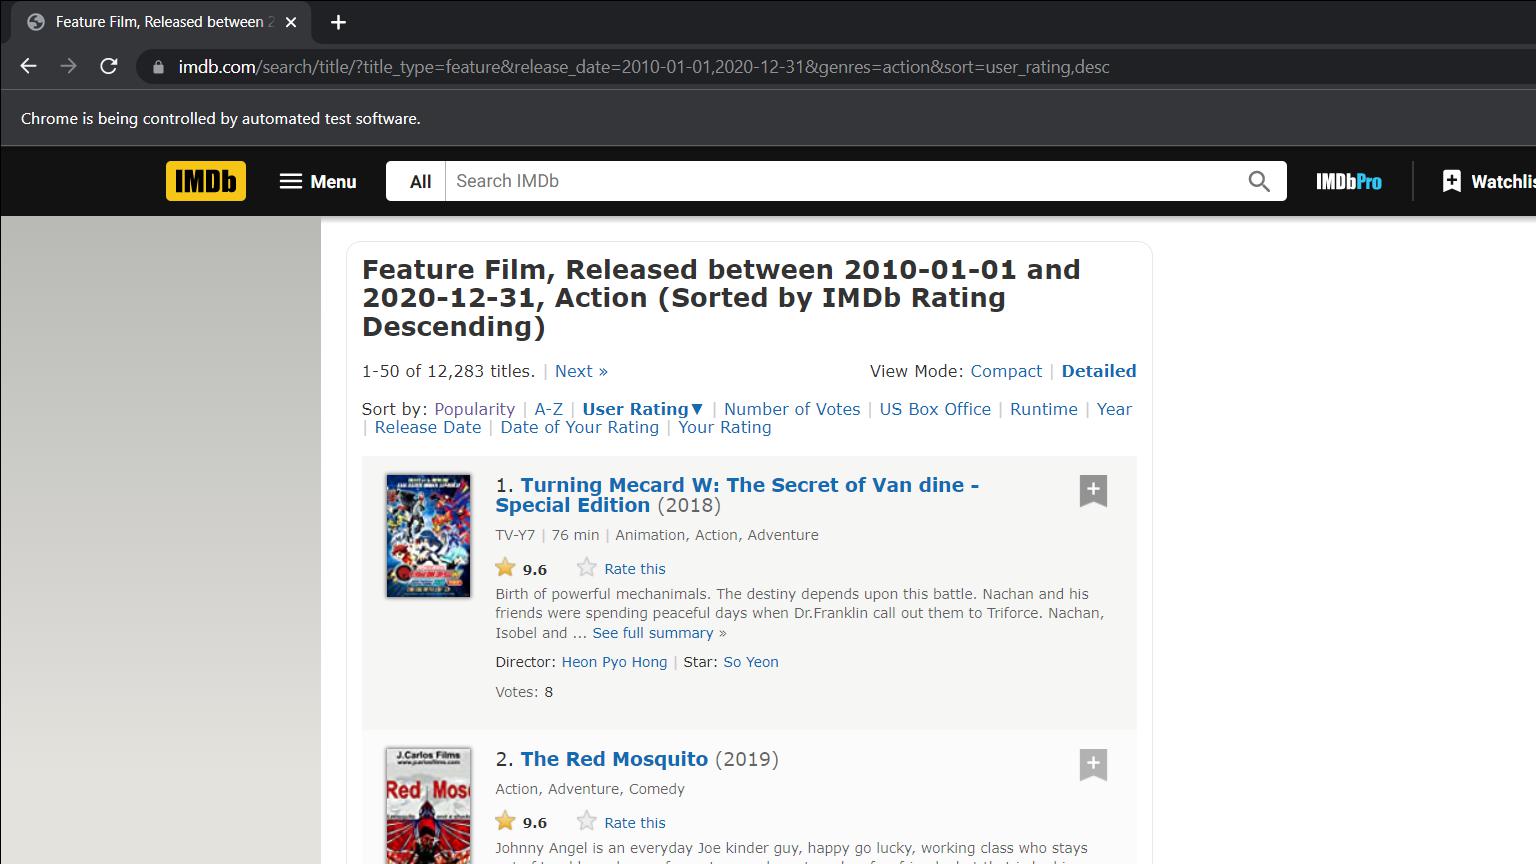 Feature Film, Released between 2
imdb.com/search/title/?title_type=feature&release_date=2010-01-01,2020-12-31&genres=action&sort=user_rating,desc
Chrome is being controlled by automated test software.
IMDb
Menu
All
Search IMDb
IMDbPro
Watchlis
Feature Film, Released between 2010-01-01 and
2020-12-31, Action (Sorted by IMDb Rating
Descending)
1-50 of 12,283 titles. | Next »
View Mode: Compact | Detailed
Sort by: Popularity | A-Z | User Rating▼ | Number of Votes | US Box Office | Runtime | Year
| Release Date | Date of Your Rating | Your Rating
1. Turning Mecard W: The Secret of Van dine -
Special Edition (2018)
TV-Y7 | 76 min | Animation, Action, Adventure
9.6
Rate this
Birth of powerful mechanimals. The destiny depends upon this battle. Nachan and his
friends were spending peaceful days when Dr.Franklin call out them to Triforce. Nachan,
Isobel and ... See full summary »
Director: Heon Pyo Hong | Star: So Yeon
Votes: 8
J.Carlos Films
www.jcarlosfilms.com
Red Mos
2. The Red Mosquito (2019)
Action, Adventure, Comedy
9.6
Rate this
Johnny Angel is an everyday Joe kinder guy, happy go lucky, working class who stays